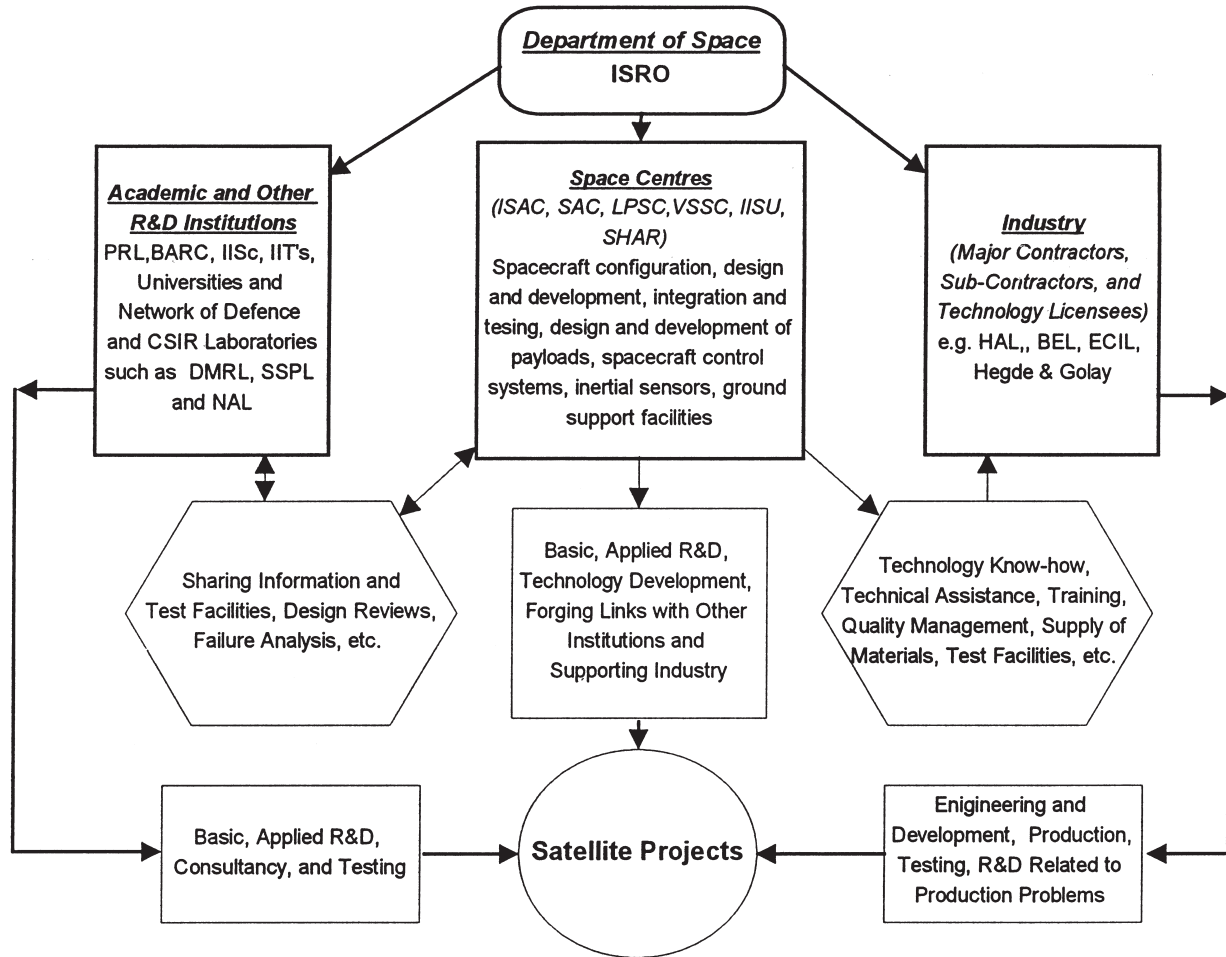 Department of Space
ISRO
Academic and Other
R&D Institutions
PRL,BARC, IISc, IIT's,
Universities and
Network of Defence
and CSIR Laboratories
such as DMRL, SSPL
and NAL
Space Centres
(ISAC, SAC, LPSC,VSSC, IISU,
SHAR)
Spacecraft configuration, design
and development, integration and
tesing, design and development of
payloads, spacecraft control
systems, inertial sensors, ground
support facilities
Industry
(Major Contractors,
Sub-Contractors, and
Technology Licensees)
e.g. HAL,, BEL, ECIL,
Hegde & Golay
Sharing Information and
Test Facilities, Design Reviews,
Failure Analysis, etc.
Basic, Applied R&D,
Technology Development,
Forging Links with Other
Institutions and
Supporting Industry
Technology Know-how,
Technical Assistance, Training,
Quality Management, Supply of
Materials, Test Facilities, etc.
Basic, Applied R&D,
Consultancy, and Testing
Satellite Projects
Enigineering and
Development, Production,
Testing, R&D Related to
Production Problems